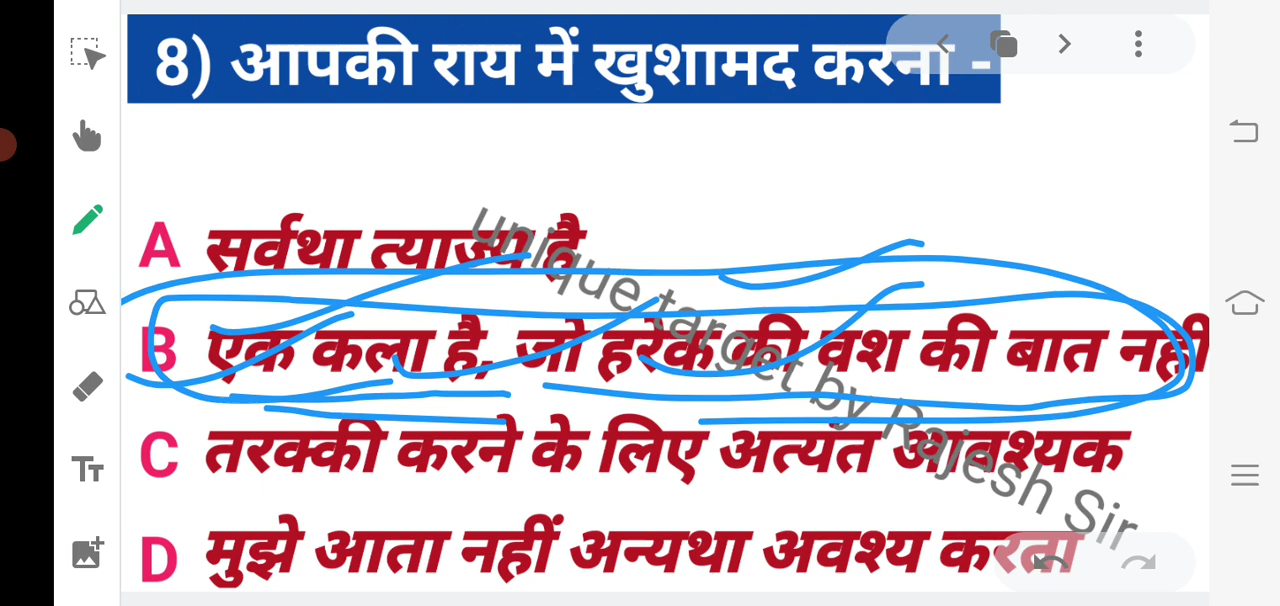 8) आपकी राय में खुशामद करना -
A सर्वथा त्याज्य है
B एक कला है, जो हरेक की वश की बात नही
C तरक्की करने के लिए अत्यंत आवश्यक
D मुझे आता नहीं अन्यथा अवश्य करता
unique target by Rajesh Sir
Tт